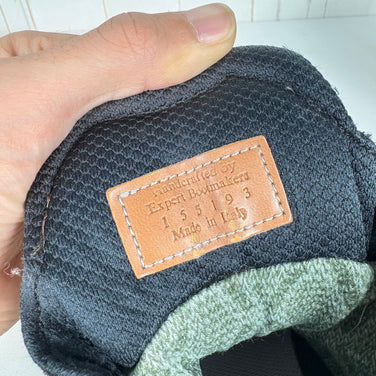 Handcrafted by
Expert Bootmakers
155193
Made in Italy